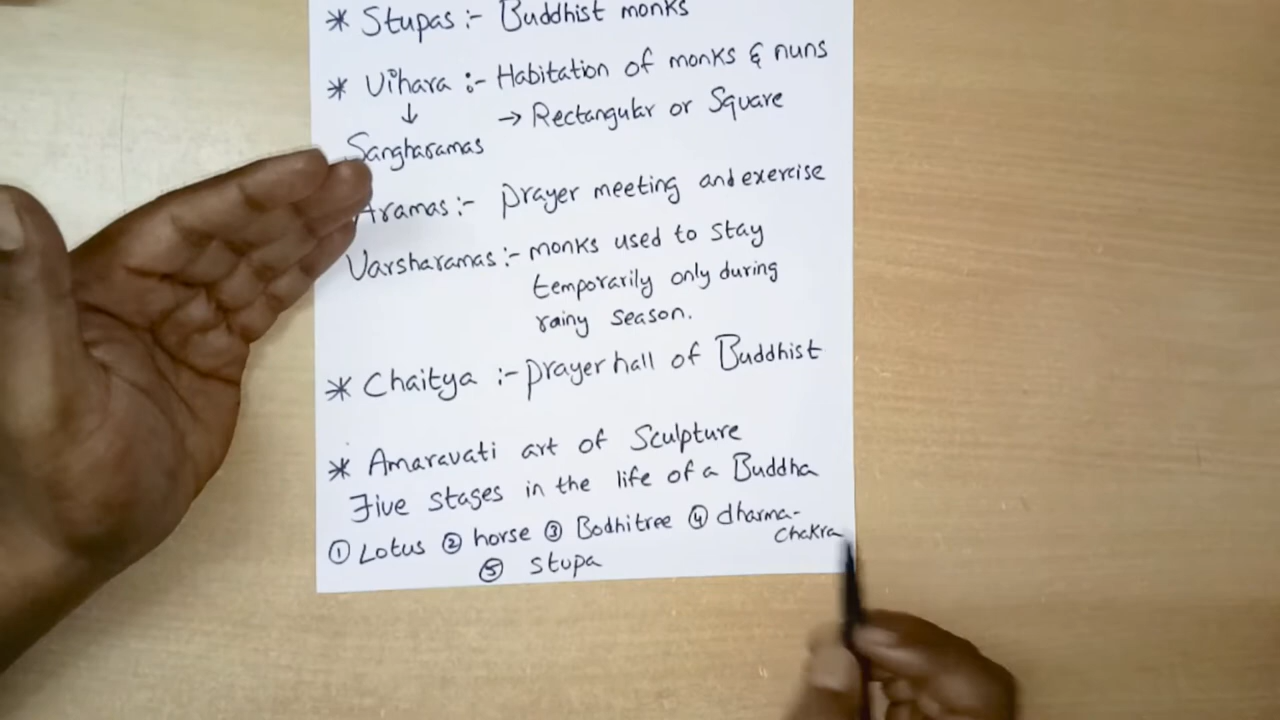 * Stupas :- Buddhist monks
* Vihara :- Habitation of monks & nuns
↓ → Rectangular or Square
Sangharamas
Aramas :- prayer meeting and exercise
Varsharamas :- monks used to stay
temporarily only during
rainy season.
* Chaitya :- prayer hall of Buddhist
* Amaravati art of Sculpture
Five stages in the life of a Buddha
① Lotus ② horse ③ Bodhitree ④ dharma-
chakra
⑤ stupa